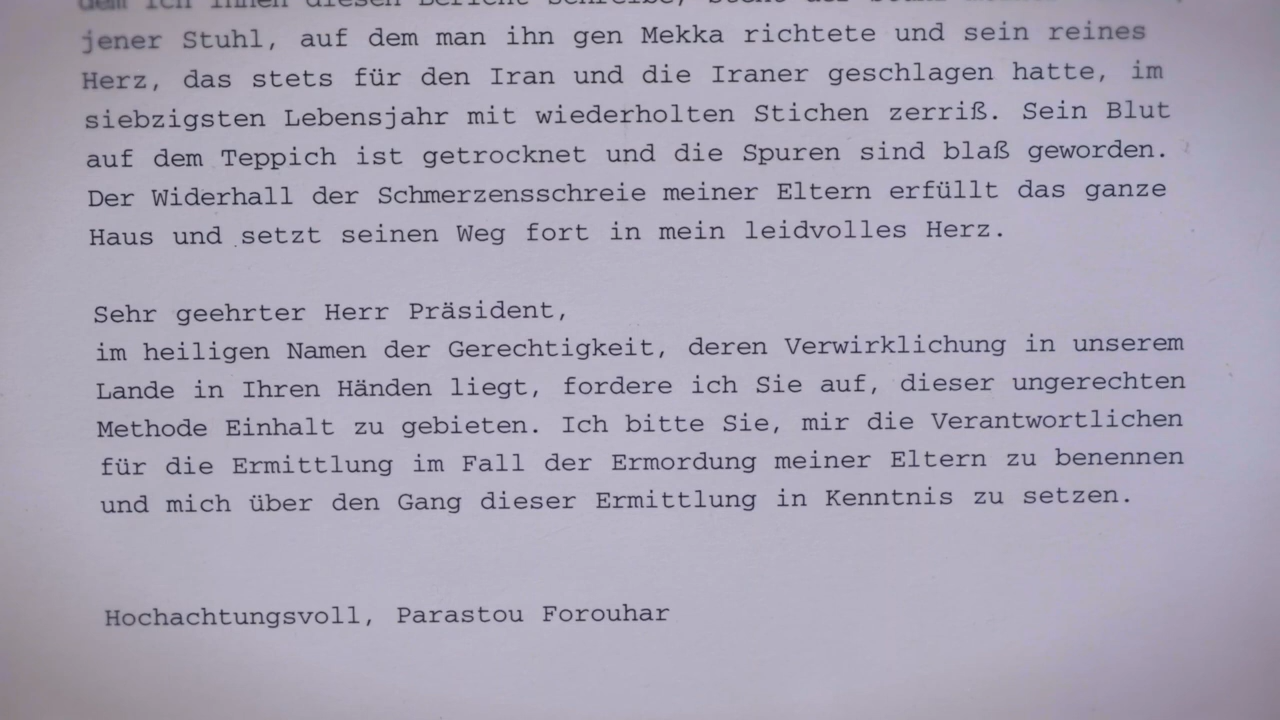 dem ich Ihnen diesen Bericht schreibe,
jener Stuhl, auf dem man ihn gen Mekka richtete und sein reines
Herz, das stets für den Iran und die Iraner geschlagen hatte, im
siebzigsten Lebensjahr mit wiederholten Stichen zerriß. Sein Blut
auf dem Teppich ist getrocknet und die Spuren sind blaß geworden.
Der Widerhall der Schmerzensschreie meiner Eltern erfüllt das ganze
Haus und setzt seinen Weg fort in mein leidvolles Herz.
Sehr geehrter Herr Präsident,
im heiligen Namen der Gerechtigkeit, deren Verwirklichung in unserem
Lande in Ihren Händen liegt, fordere ich Sie auf, dieser ungerechten
Methode Einhalt zu gebieten. Ich bitte Sie, mir die Verantwortlichen
für die Ermittlung im Fall der Ermordung meiner Eltern zu benennen
und mich über den Gang dieser Ermittlung in Kenntnis zu setzen.
Hochachtungsvoll, Parastou Forouhar